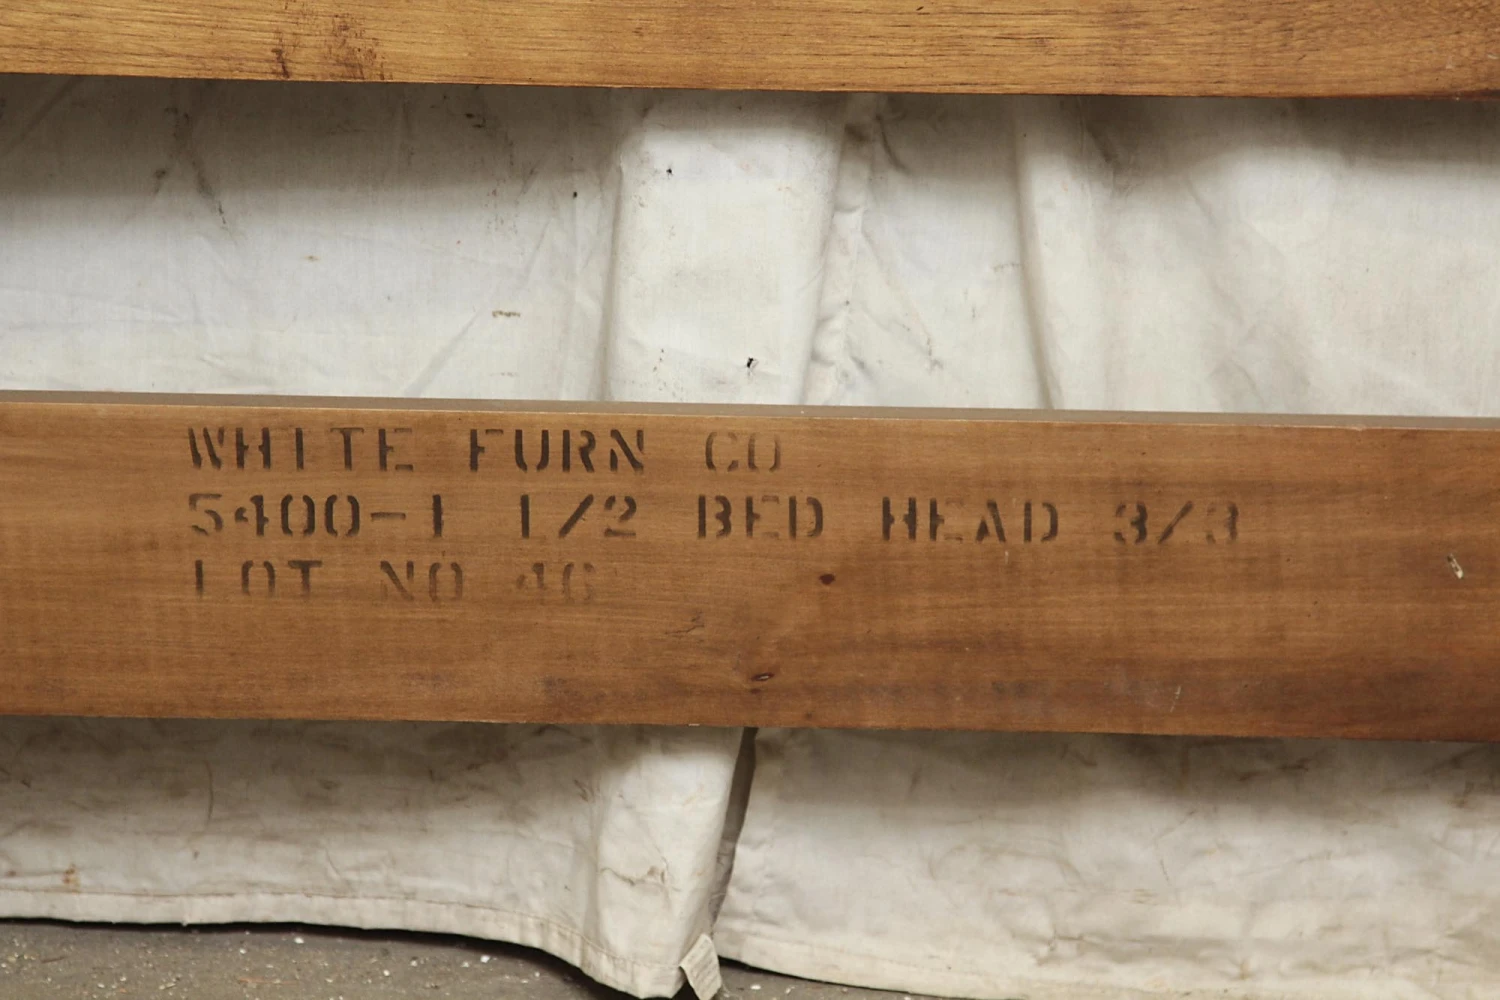 WHITE FURN CO
5400-1 1/2 BED HEAD 3/3
LOT NO 46